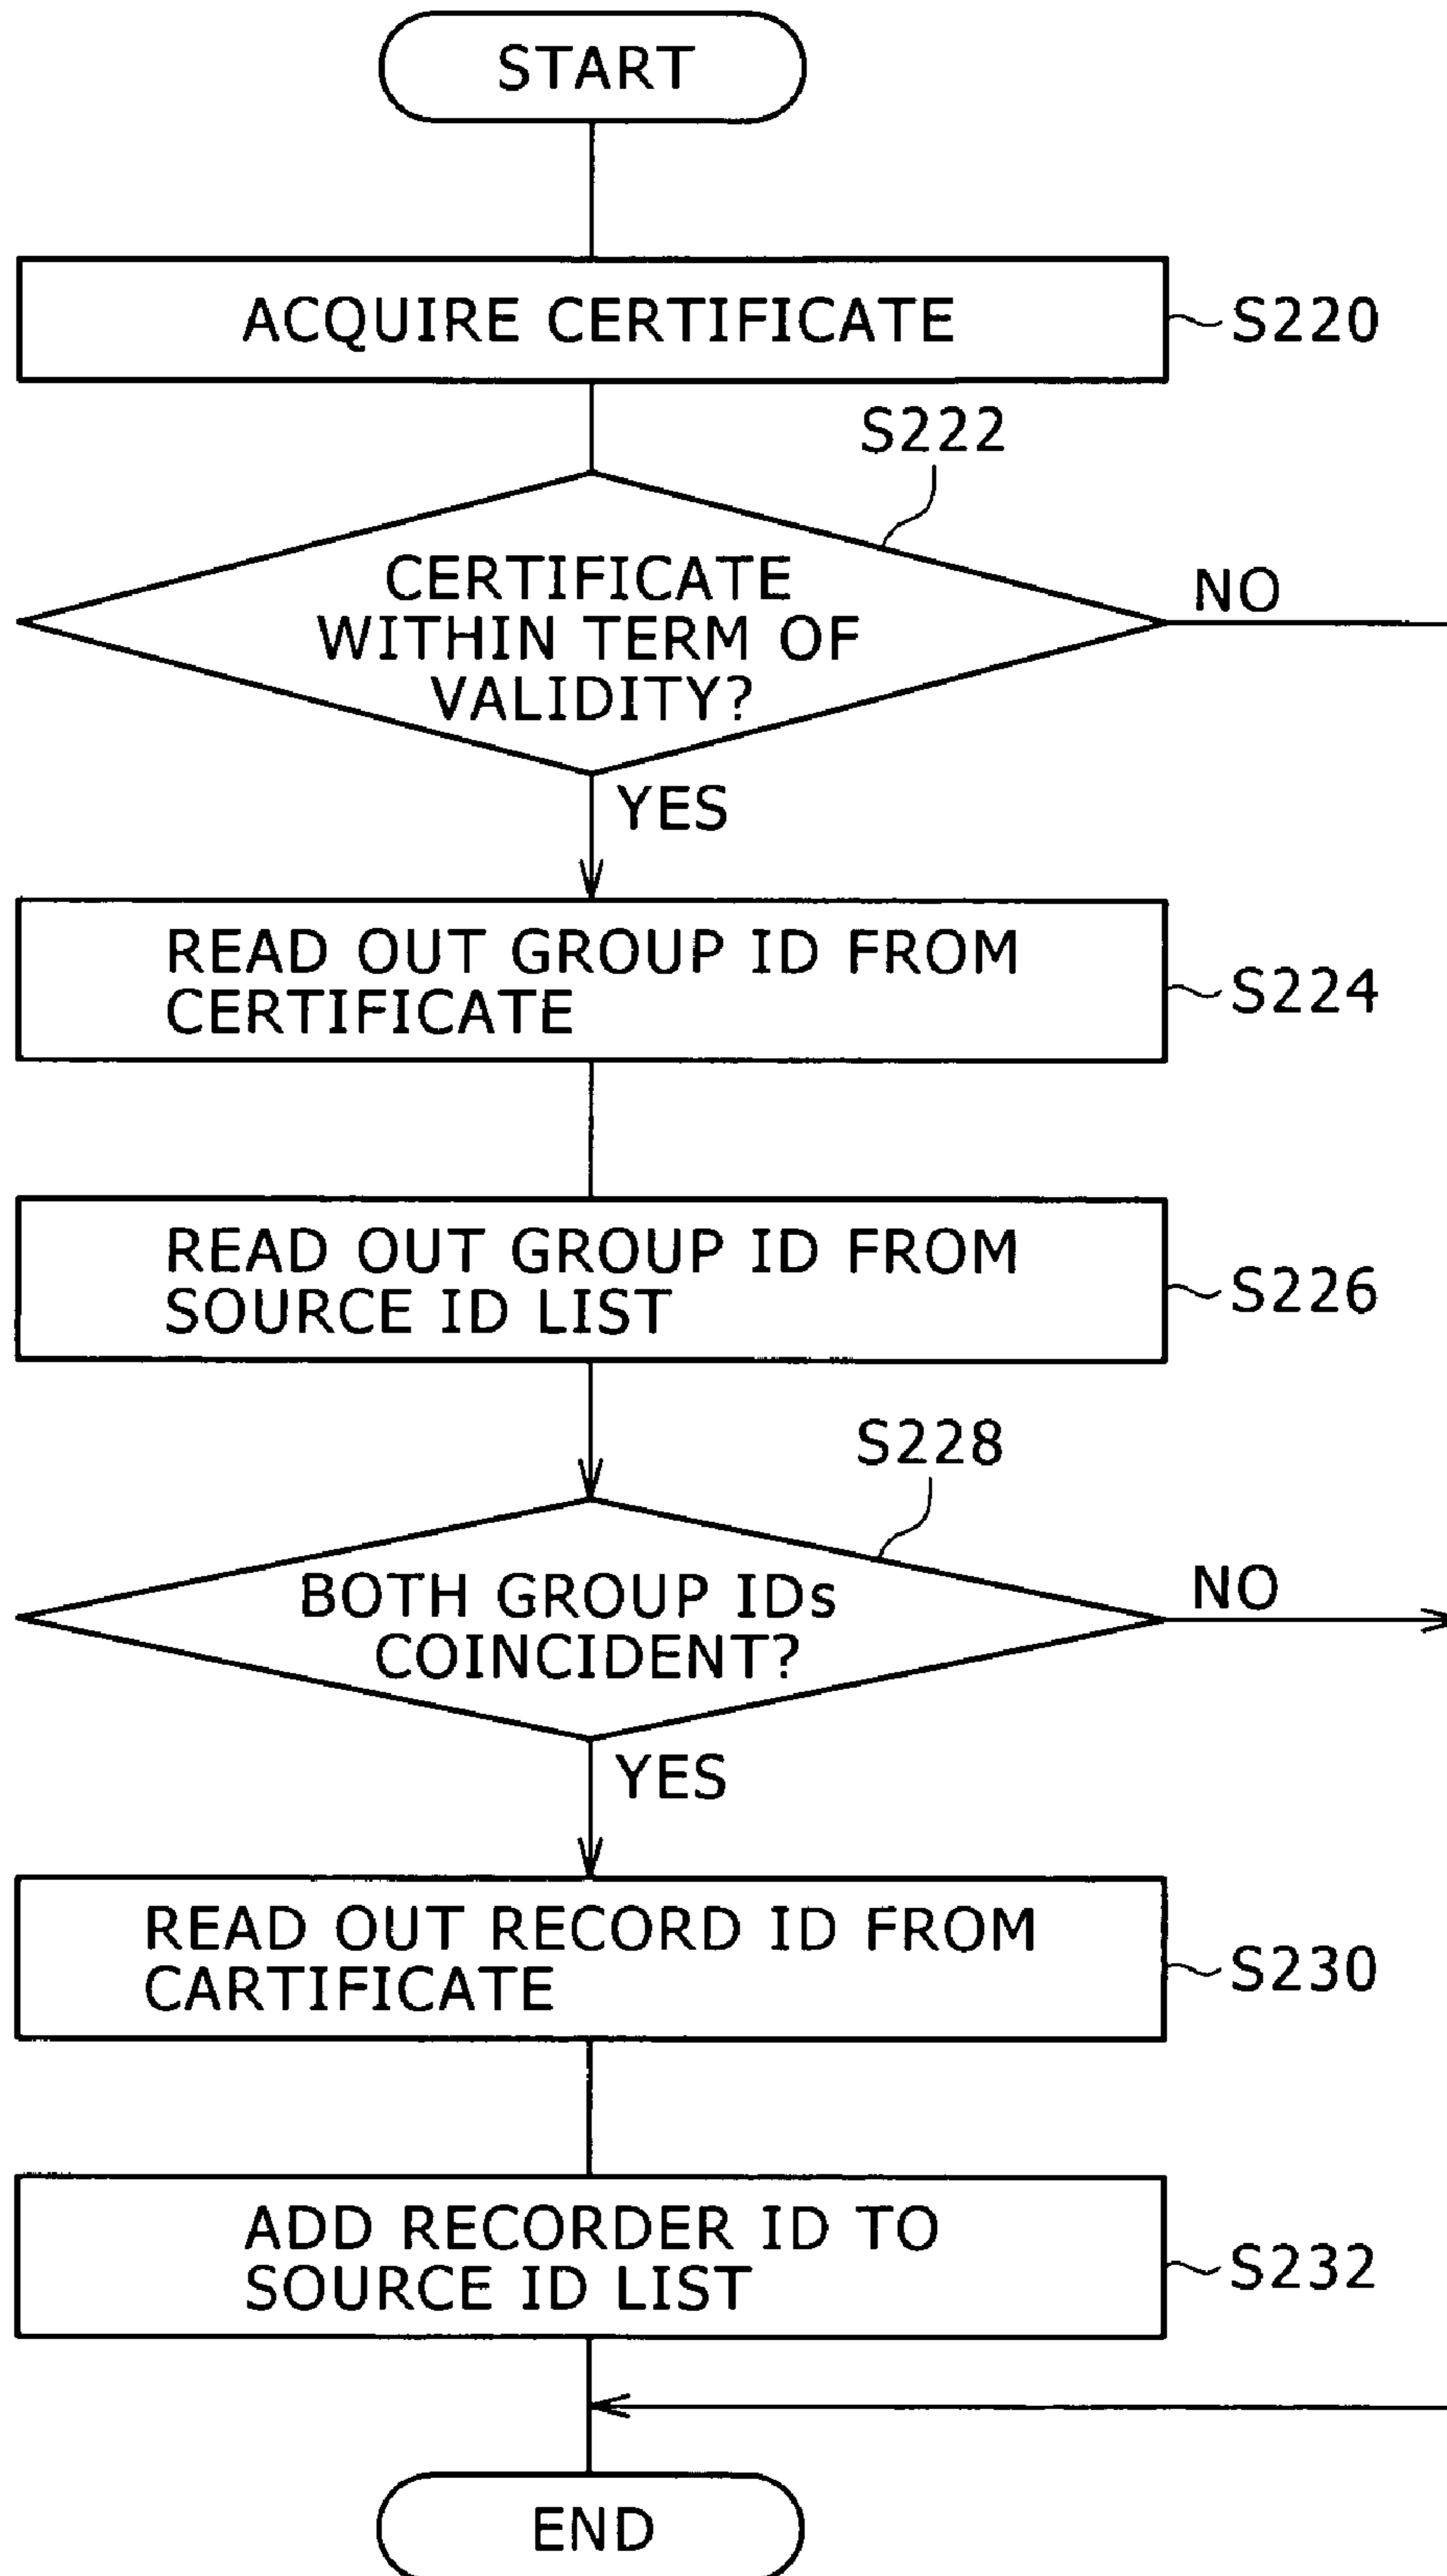 START
ACQUIRE CERTIFICATE
S220
S222
CERTIFICATE
WITHIN TERM OF
VALIDITY?
NO
YES
READ OUT GROUP ID FROM
CERTIFICATE
S224
READ OUT GROUP ID FROM
SOURCE ID LIST
S226
S228
BOTH GROUP IDs
COINCIDENT?
NO
YES
READ OUT RECORD ID FROM
CARTIFICATE
S230
ADD RECORDER ID TO
SOURCE ID LIST
S232
END